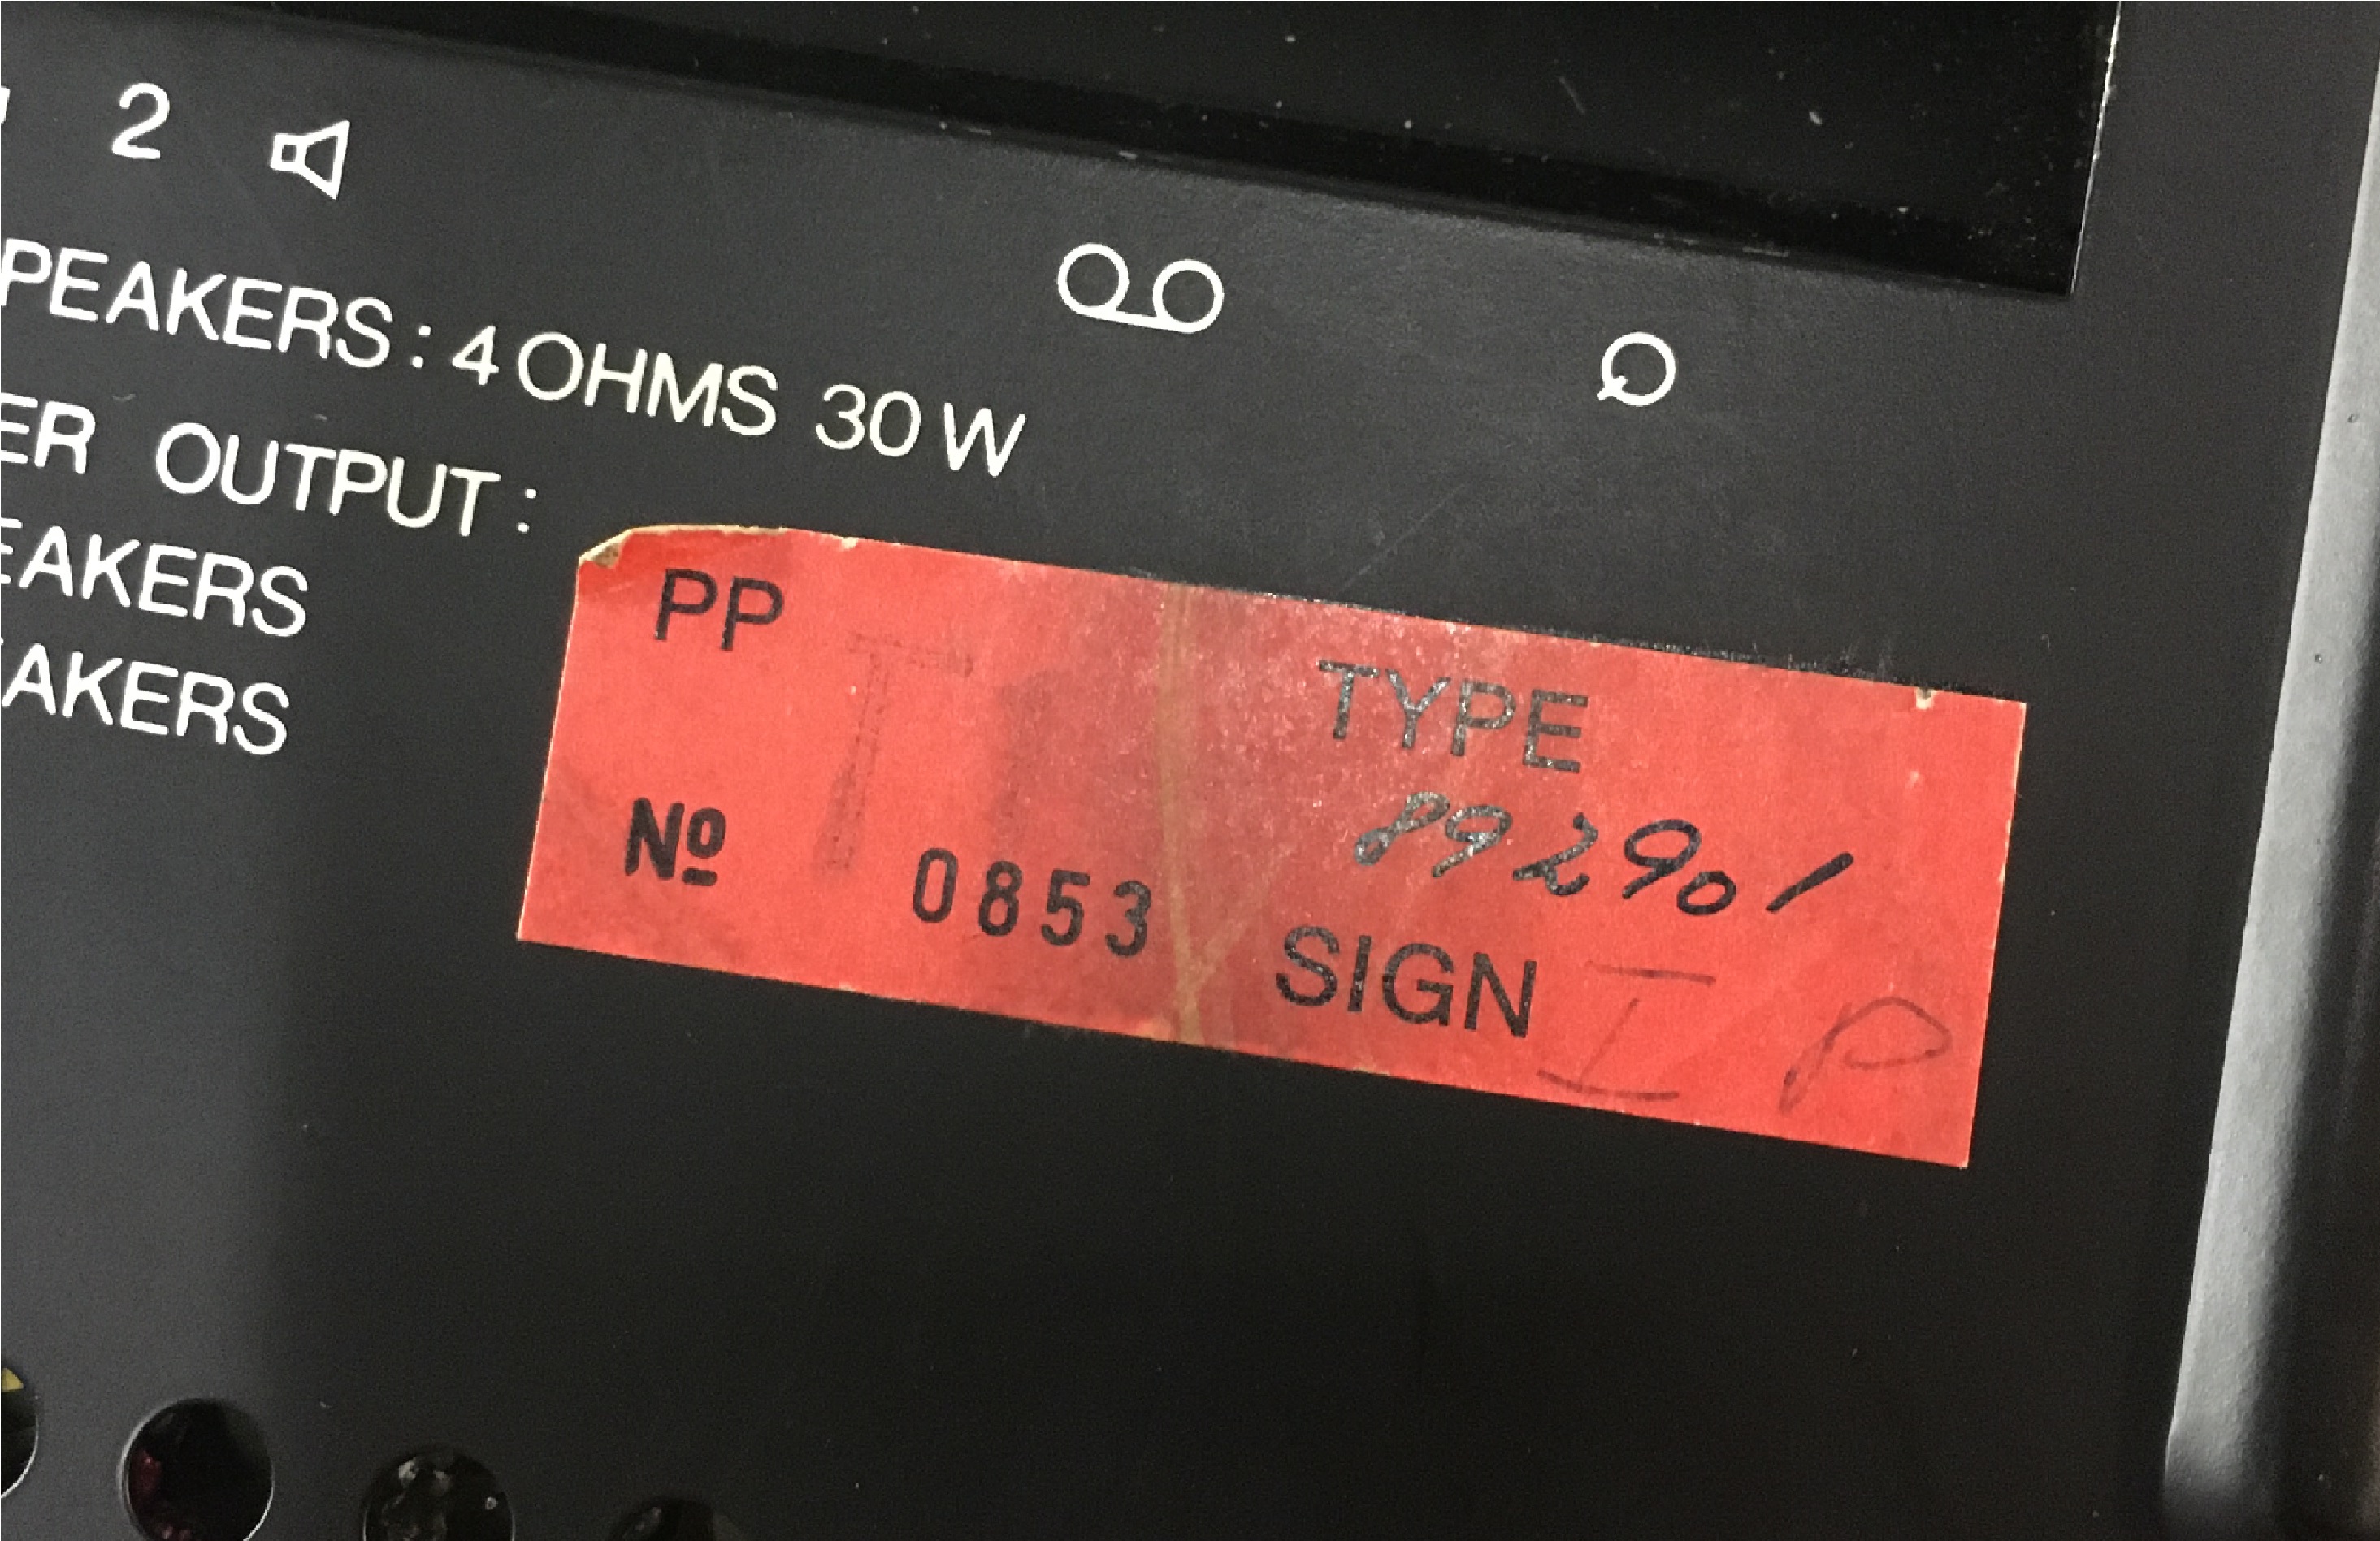 2
PEAKERS : 4 OHMS 30 W
ER OUTPUT :
EAKERS
AKERS
PP
TYPE
892901
Nº 0853
SIGN I P